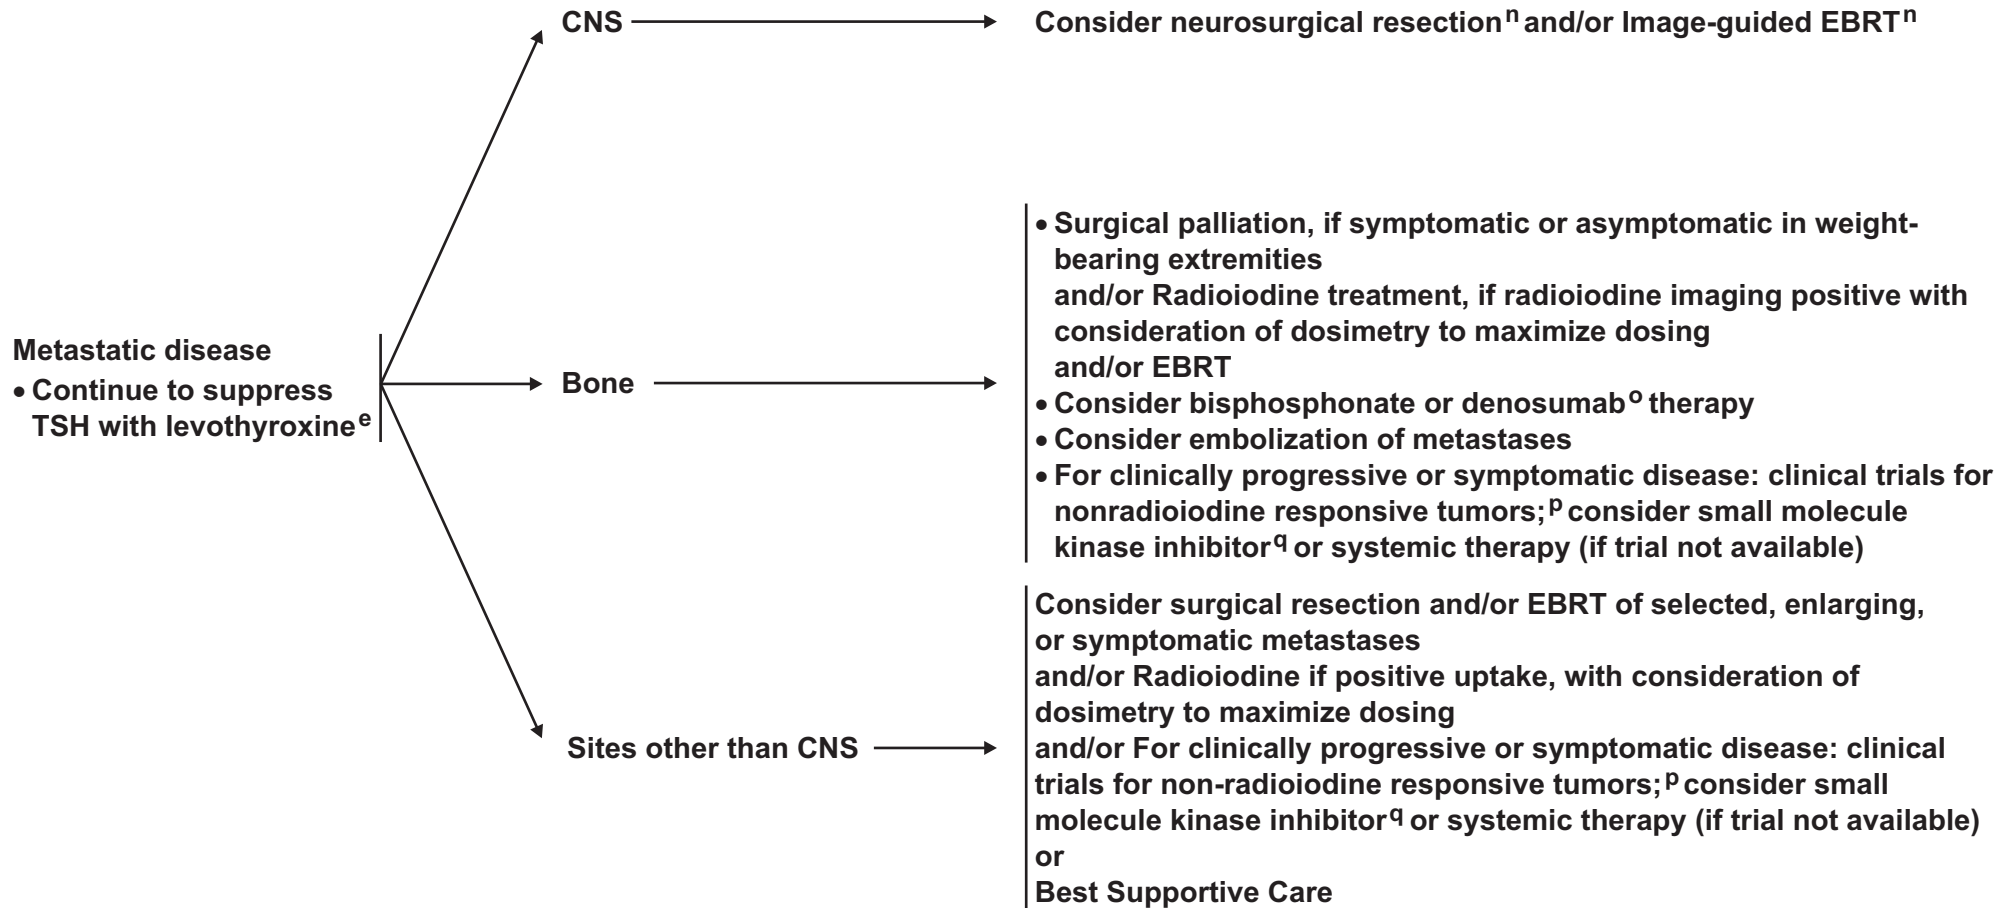 CNS
Consider neurosurgical resectionⁿ and/or Image-guided EBRTⁿ
Metastatic disease
• Continue to suppress
TSH with levothyroxineᵉ
Bone
• Surgical palliation, if symptomatic or asymptomatic in weight-
bearing extremities
and/or Radioiodine treatment, if radioiodine imaging positive with
consideration of dosimetry to maximize dosing
and/or EBRT
• Consider bisphosphonate or denosumabᵒ therapy
• Consider embolization of metastases
• For clinically progressive or symptomatic disease: clinical trials for
nonradioiodine responsive tumors;ᵖ consider small molecule
kinase inhibitor𐞥 or systemic therapy (if trial not available)
Sites other than CNS
Consider surgical resection and/or EBRT of selected, enlarging,
or symptomatic metastases
and/or Radioiodine if positive uptake, with consideration of
dosimetry to maximize dosing
and/or For clinically progressive or symptomatic disease: clinical
trials for non-radioiodine responsive tumors;ᵖ consider small
molecule kinase inhibitor𐞥 or systemic therapy (if trial not available)
or
Best Supportive Care